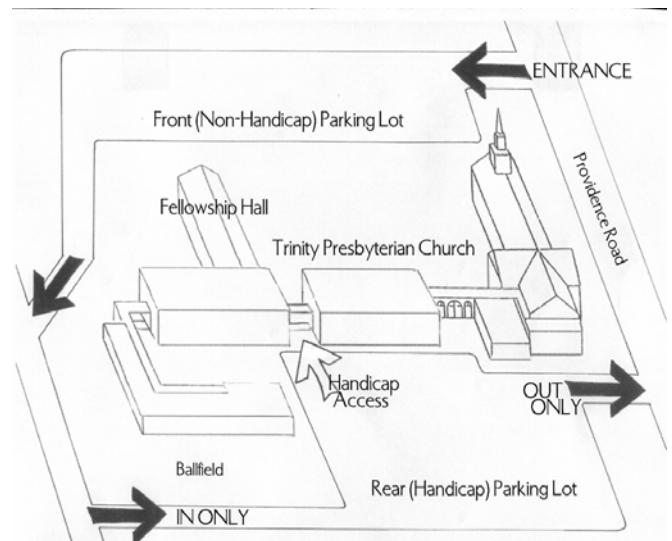 ENTRANCE
Front (Non-Handicap) Parking Lot
Providence Road
Fellowship Hall
Trinity Presbyterian Church
Handicap
Access
OUT
ONLY
Ballfield
Rear (Handicap) Parking Lot
IN ONLY